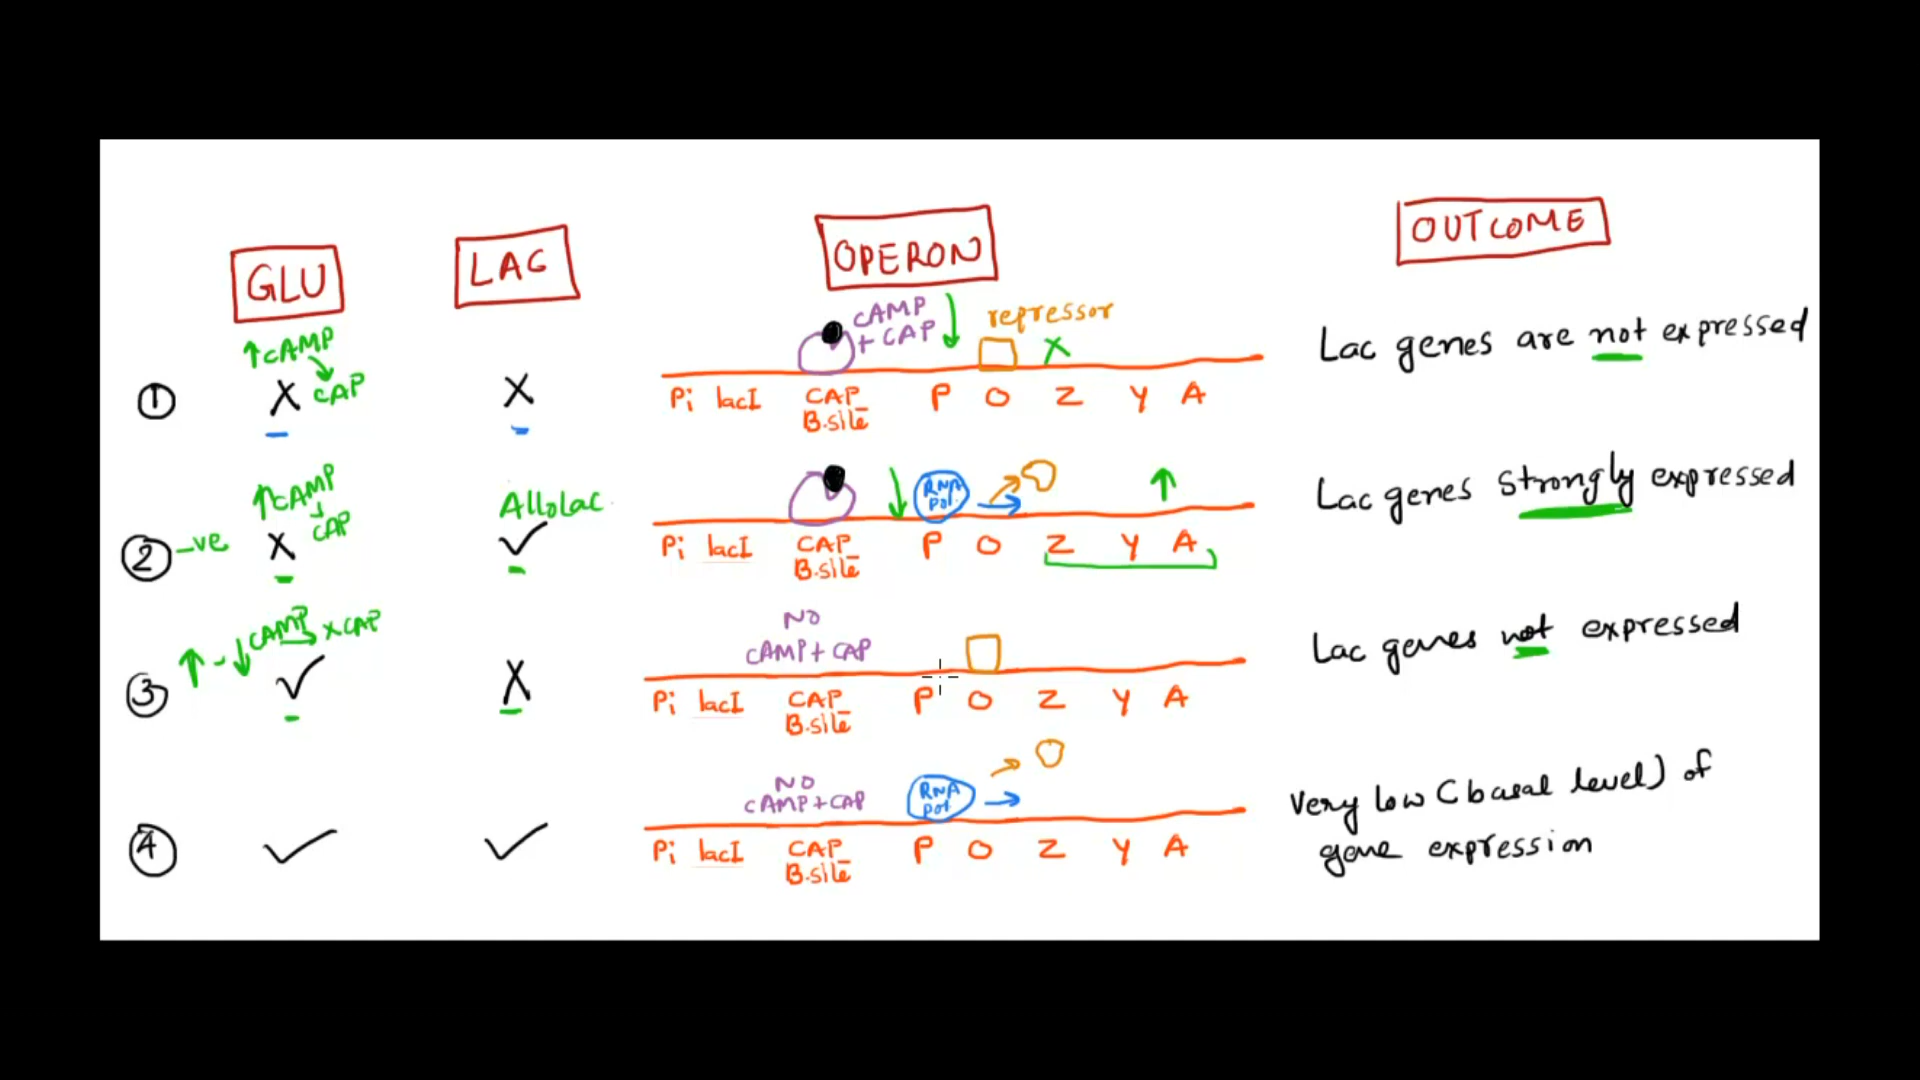 GLU
LAC
OPERON
OUTCOME
↑cAMP
CAP
cAMP
+ CAP
repressor
Lac genes are not expressed
① X X
Pi lacI CAP B.site P O Z Y A
↑cAMP
CAP
AlloLac
RNA
pol.
Lac genes strongly expressed
② -ve X ✓
Pi lacI CAP B.site P O Z Y A
↑ - ↓ cAMP → X CAP
NO
cAMP + CAP
Lac genes not expressed
③ ✓ X
Pi lacI CAP B.site P O Z Y A
NO
cAMP + CAP
RNA
pol.
Very low (basal level) of
gene expression
④ ✓ ✓
Pi lacI CAP B.site P O Z Y A